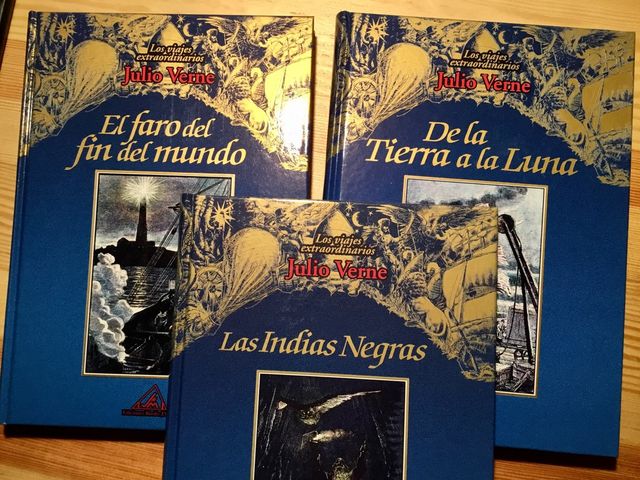 Los viajes
extraordinarios
Julio Verne
El faro del
fin del mundo
Los viajes
extraordinarios
Julio Verne
De la
Tierra a la Luna
Los viajes
extraordinarios
Julio Verne
Las Indias Negras